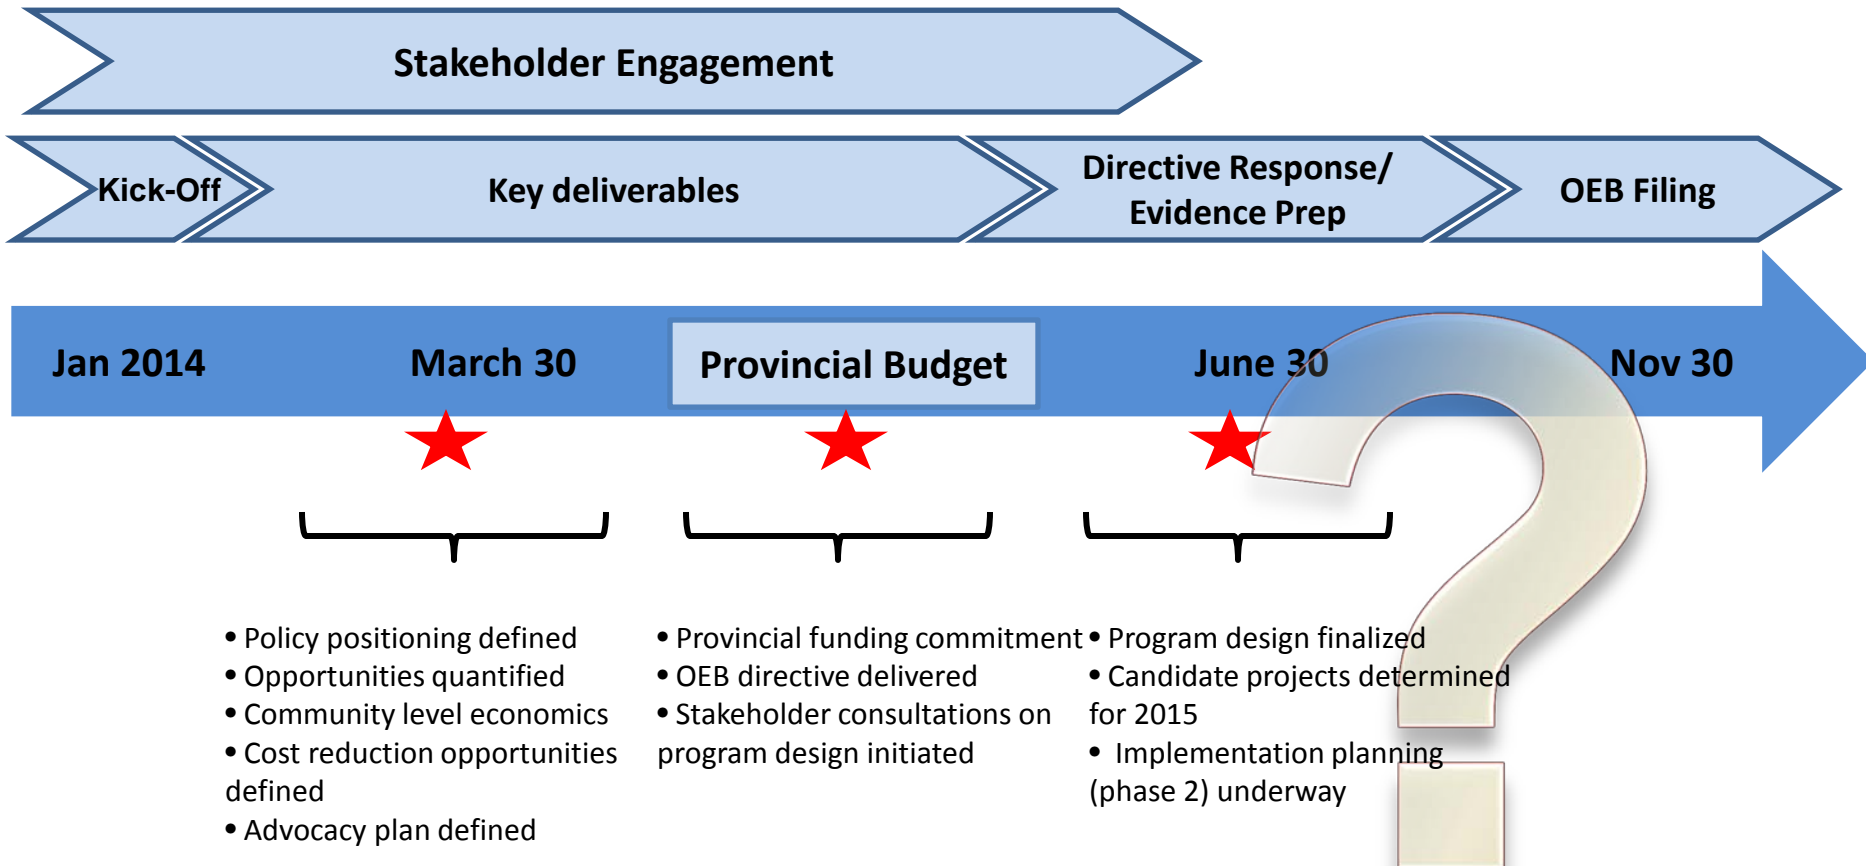 Stakeholder Engagement
Kick-Off
Key deliverables
Directive Response/
Evidence Prep
OEB Filing
Jan 2014
March 30
Provincial Budget
June 30
Nov 30
• Policy positioning defined
• Opportunities quantified
• Community level economics
• Cost reduction opportunities
defined
• Advocacy plan defined
• Provincial funding commitment
• OEB directive delivered
• Stakeholder consultations on
program design initiated
• Program design finalized
• Candidate projects determined
for 2015
• Implementation planning
(phase 2) underway
?